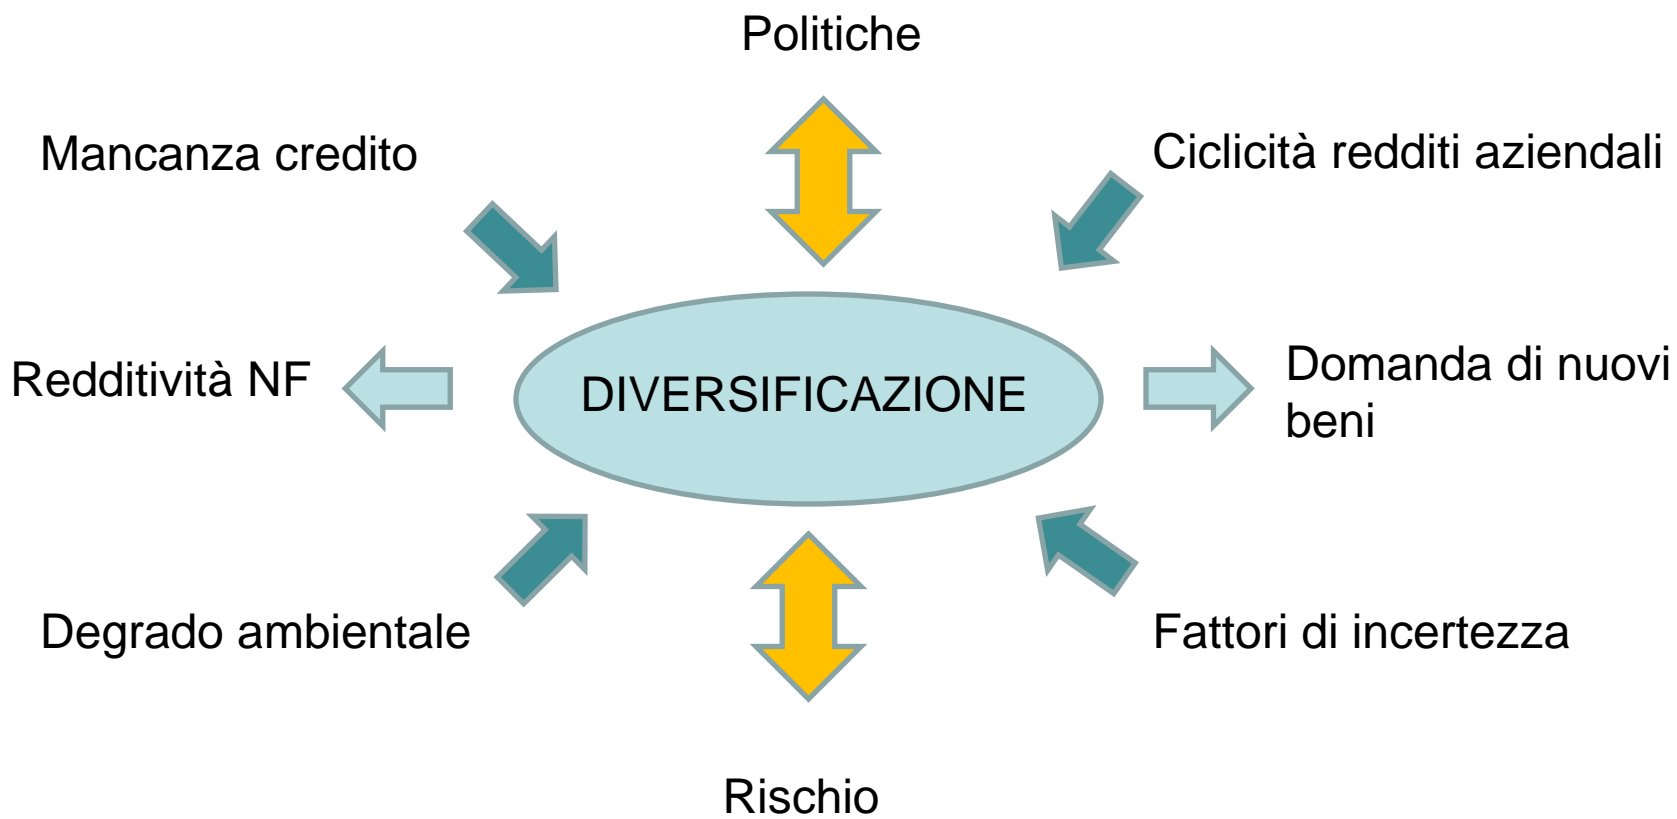 Politiche
Mancanza credito
Ciclicità redditi aziendali
Redditività NF
DIVERSIFICAZIONE
Domanda di nuovi
beni
Degrado ambientale
Fattori di incertezza
Rischio